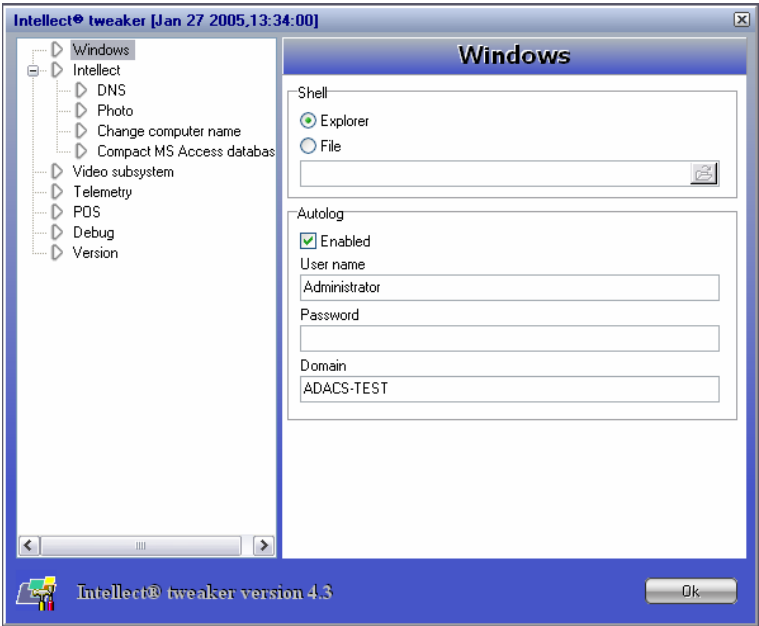 Intellect® tweaker [Jan 27 2005,13:34:00]
Windows
Intellect
DNS
Photo
Change computer name
Compact MS Access databas
Video subsystem
Telemetry
POS
Debug
Version
Windows
Shell
Explorer
File
Autolog
Enabled
User name
Administrator
Password
Domain
ADACS-TEST
Intellect® tweaker version 4.3
Ok